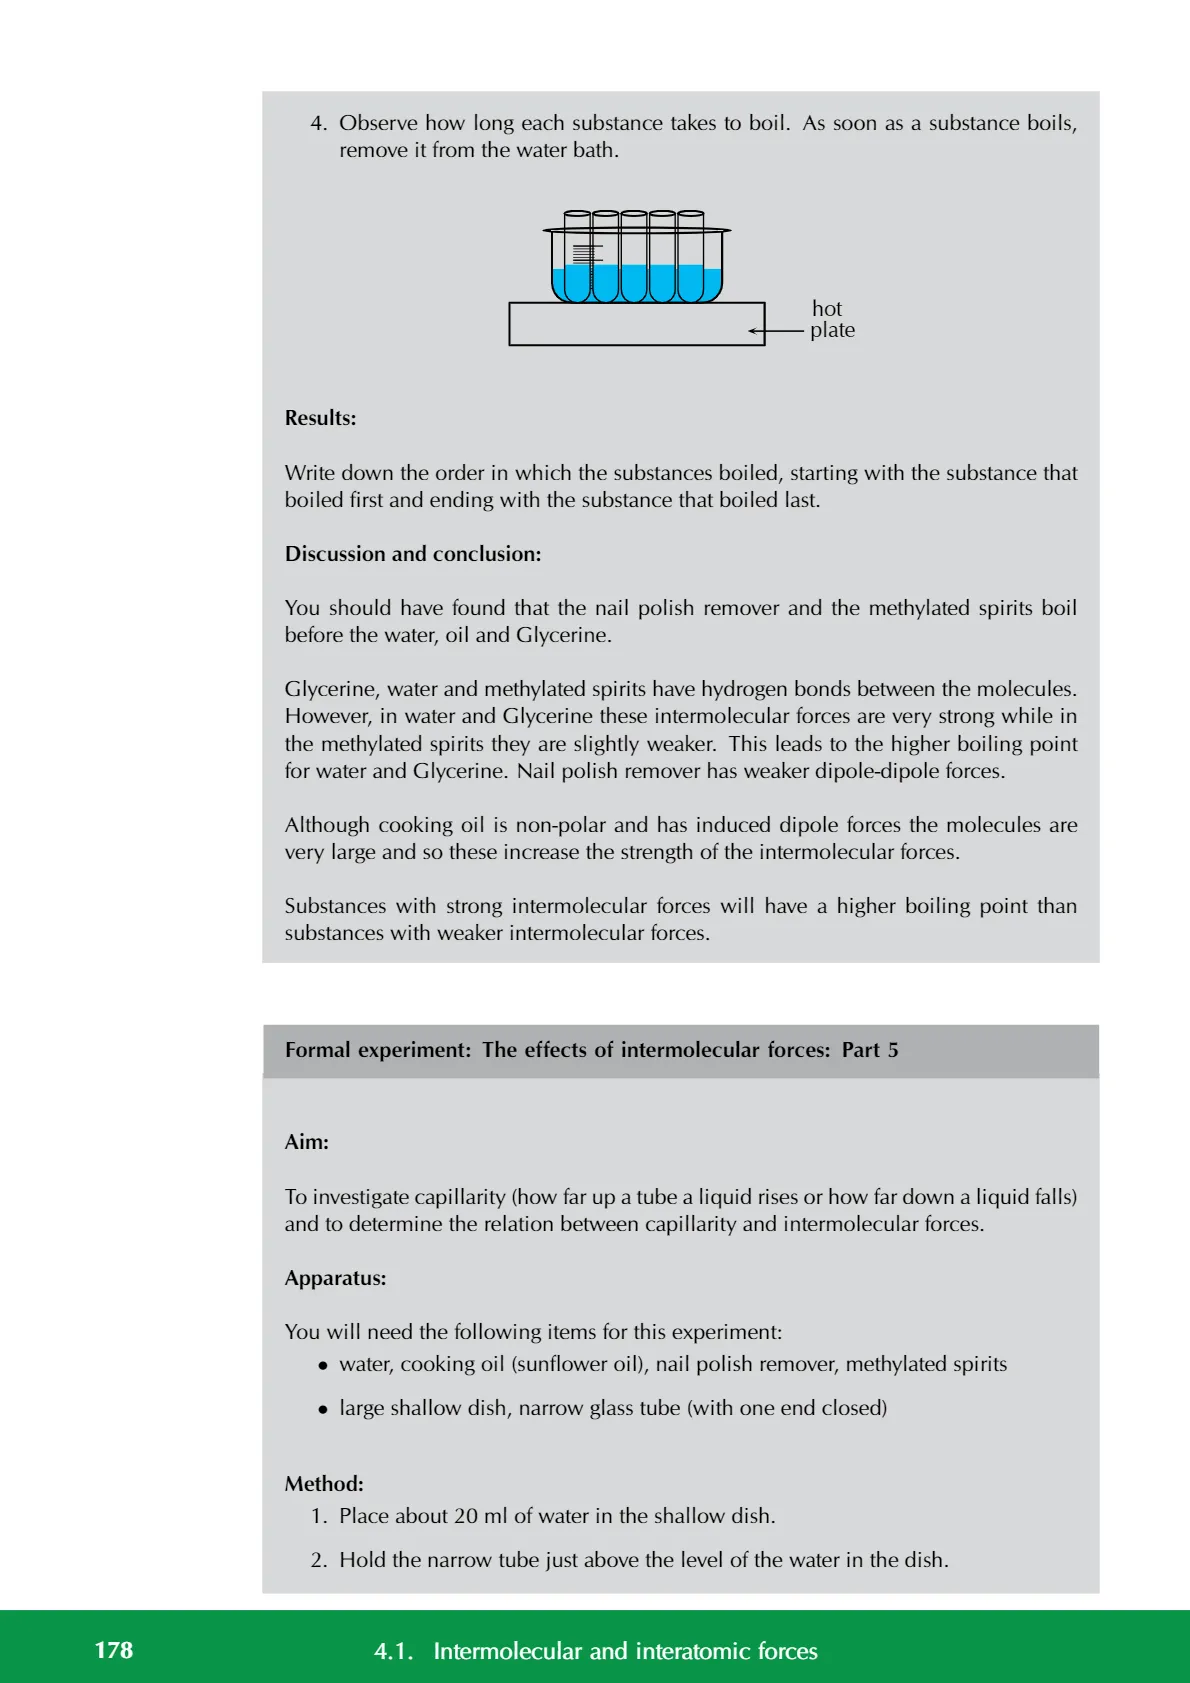 4. Observe how long each substance takes to boil. As soon as a substance boils,
remove it from the water bath.
hot
plate
Results:
Write down the order in which the substances boiled, starting with the substance that
boiled first and ending with the substance that boiled last.
Discussion and conclusion:
You should have found that the nail polish remover and the methylated spirits boil
before the water, oil and Glycerine.
Glycerine, water and methylated spirits have hydrogen bonds between the molecules.
However, in water and Glycerine these intermolecular forces are very strong while in
the methylated spirits they are slightly weaker. This leads to the higher boiling point
for water and Glycerine. Nail polish remover has weaker dipole-dipole forces.
Although cooking oil is non-polar and has induced dipole forces the molecules are
very large and so these increase the strength of the intermolecular forces.
Substances with strong intermolecular forces will have a higher boiling point than
substances with weaker intermolecular forces.
Formal experiment: The effects of intermolecular forces: Part 5
Aim:
To investigate capillarity (how far up a tube a liquid rises or how far down a liquid falls)
and to determine the relation between capillarity and intermolecular forces.
Apparatus:
You will need the following items for this experiment:
• water, cooking oil (sunflower oil), nail polish remover, methylated spirits
• large shallow dish, narrow glass tube (with one end closed)
Method:
1. Place about 20 ml of water in the shallow dish.
2. Hold the narrow tube just above the level of the water in the dish.
178 4.1. Intermolecular and interatomic forces